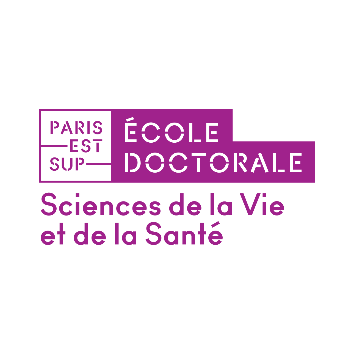 PARIS
EST
SUP
ÉCOLE
DOCTORALE
Sciences de la Vie
et de la Santé